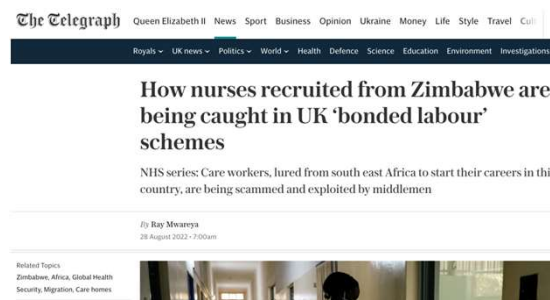 The Telegraph
Queen Elizabeth II News Sport Business Opinion Ukraine Money Life Style Travel
Royals UK news Politics World Health Defence Science Education Environment Investigations
How nurses recruited from Zimbabwe are
being caught in UK ‘bonded labour’
schemes
NHS series: Care workers, lured from south east Africa to start their careers in
country, are being scammed and exploited by middlemen
By Ray Mwareya
28 August 2022 • 7:00am
Related Topics
Zimbabwe, Africa, Global Health
Security, Migration, Care homes